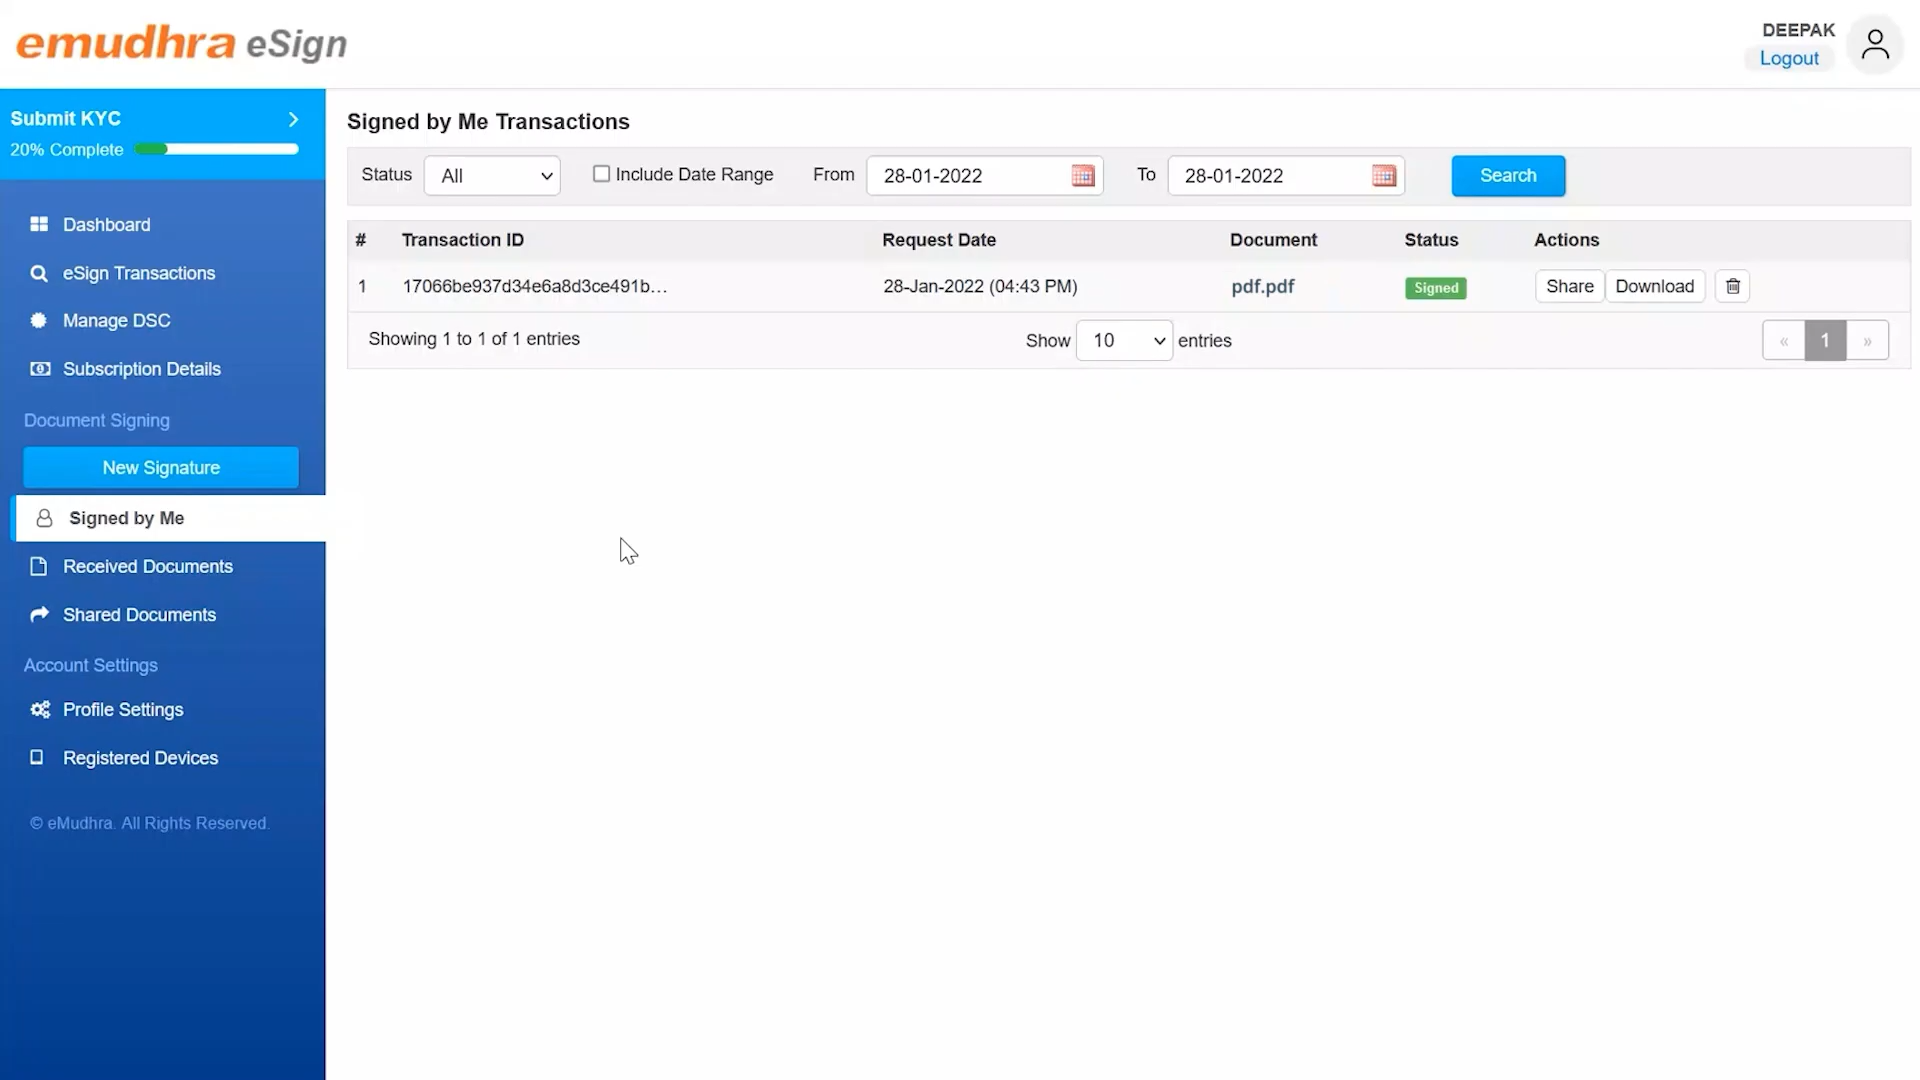 emudhra eSign
DEEPAK
Logout
Submit KYC
20% Complete
Dashboard
eSign Transactions
Manage DSC
Subscription Details
Document Signing
New Signature
Signed by Me
Received Documents
Shared Documents
Account Settings
Profile Settings
Registered Devices
© eMudhra. All Rights Reserved.
Signed by Me Transactions
Status All Include Date Range From 28-01-2022 To 28-01-2022 Search
# Transaction ID Request Date Document Status Actions
1 17066be937d34e6a8d3ce491b... 28-Jan-2022 (04:43 PM) pdf.pdf Signed Share Download
Showing 1 to 1 of 1 entries Show 10 entries « 1 »